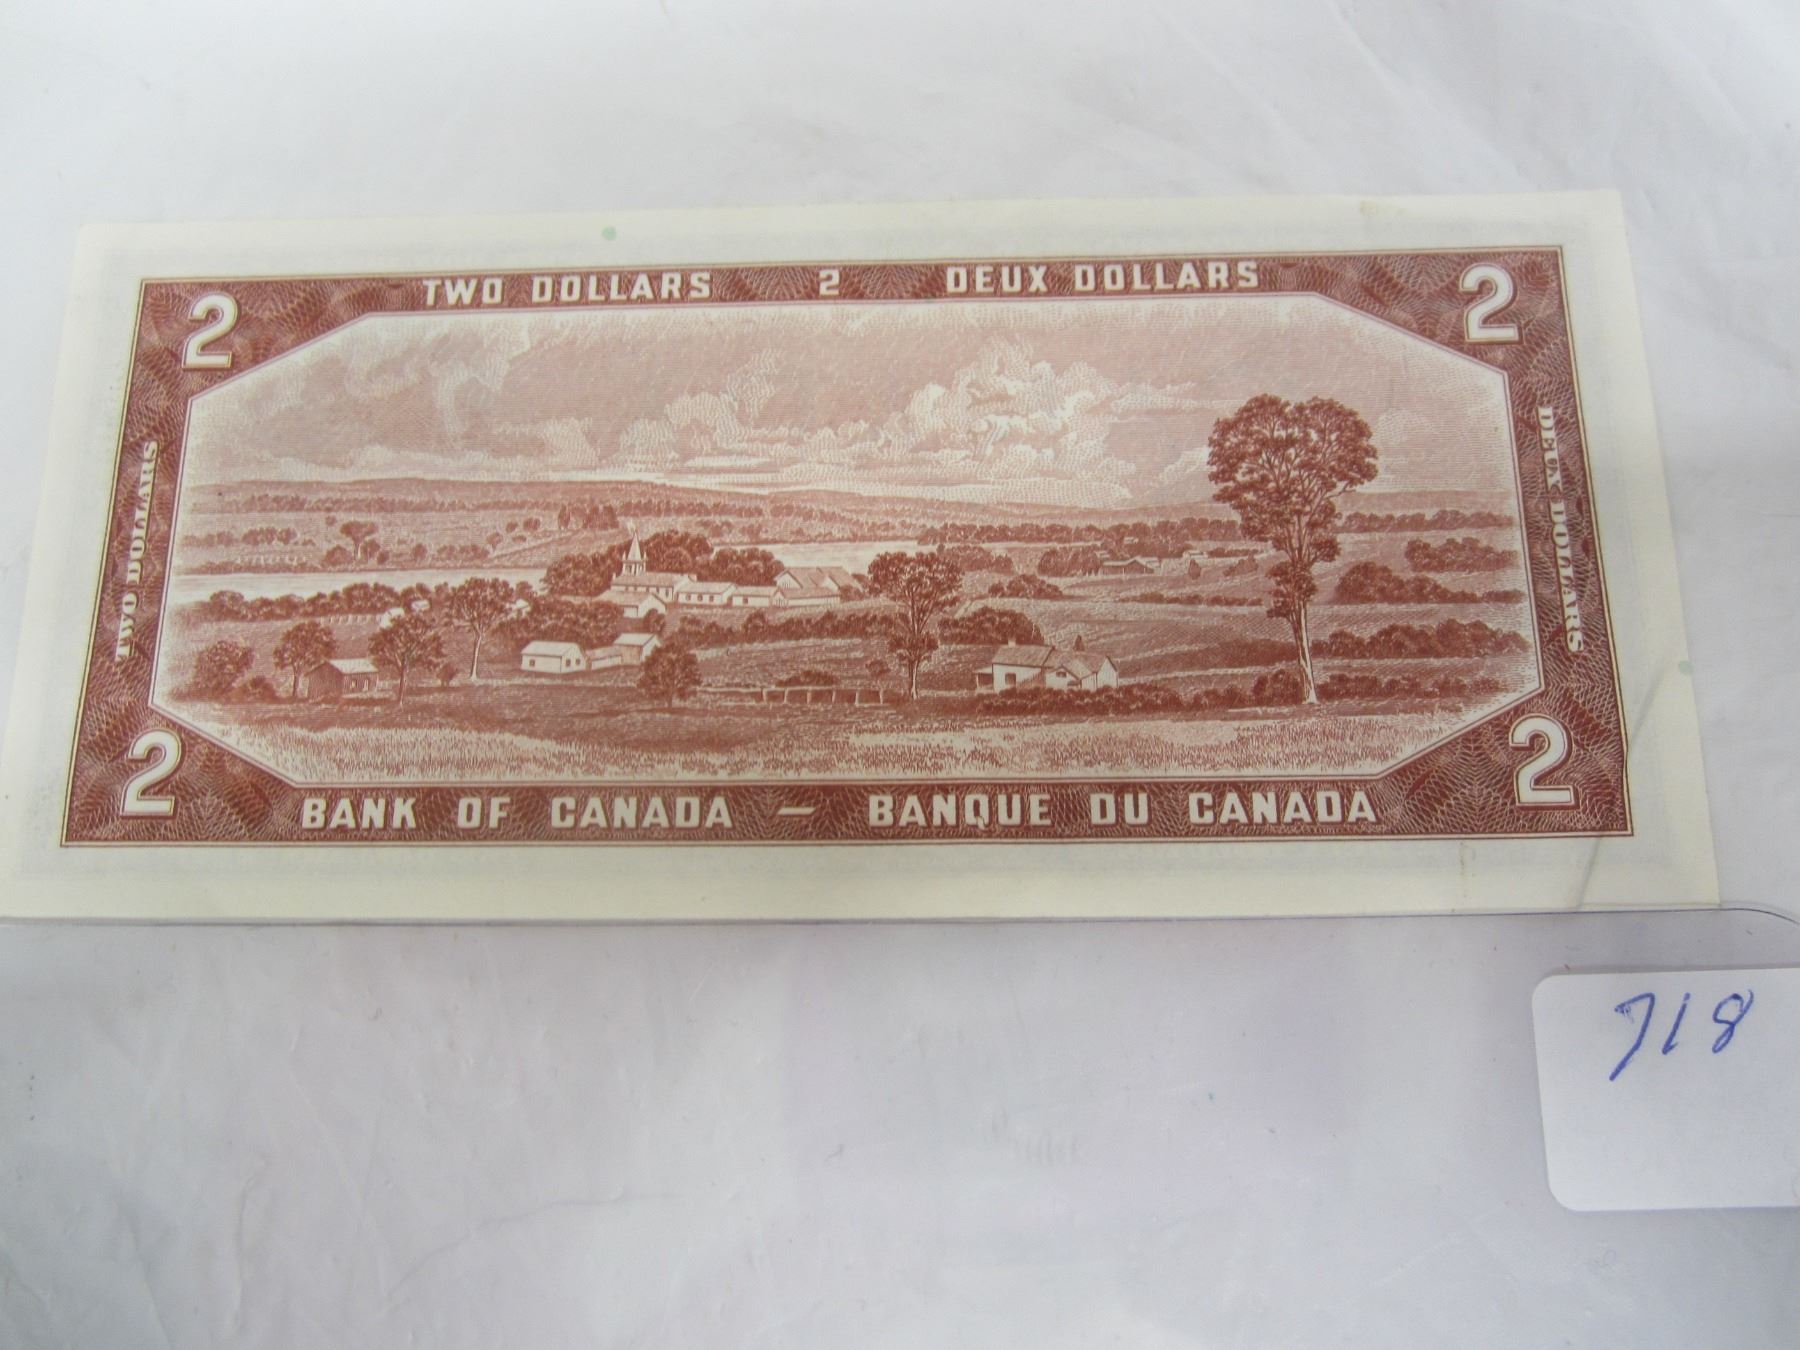 TWO DOLLARS 2 DEUX DOLLARS
2 2
TWO DOLLARS
DEUX DOLLARS
2 2
BANK OF CANADA – BANQUE DU CANADA
718